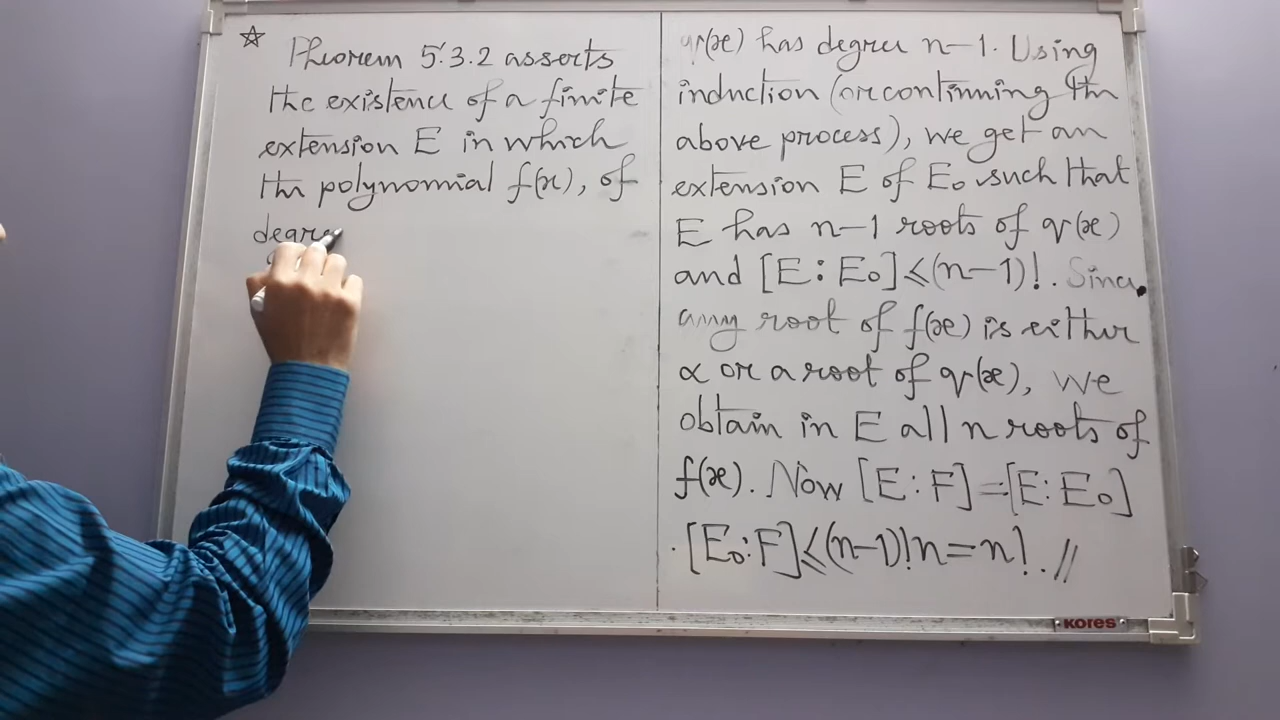 ☆ Theorem 5.3.2 asserts
the existence of a finite
extension E in which
the polynomial f(x), of
degree
q(x) has degree n-1. Using
induction (or continuing the
above process), we get an
extension E of E₀ such that
E has n-1 roots of q(x)
and [E:E₀]≤(n-1)!. Since
any root of f(x) is either
α or a root of q(x), we
obtain in E all n roots of
f(x). Now [E:F]=[E:E₀]
·[E₀:F]≤(n-1)!n=n!. //
KORES